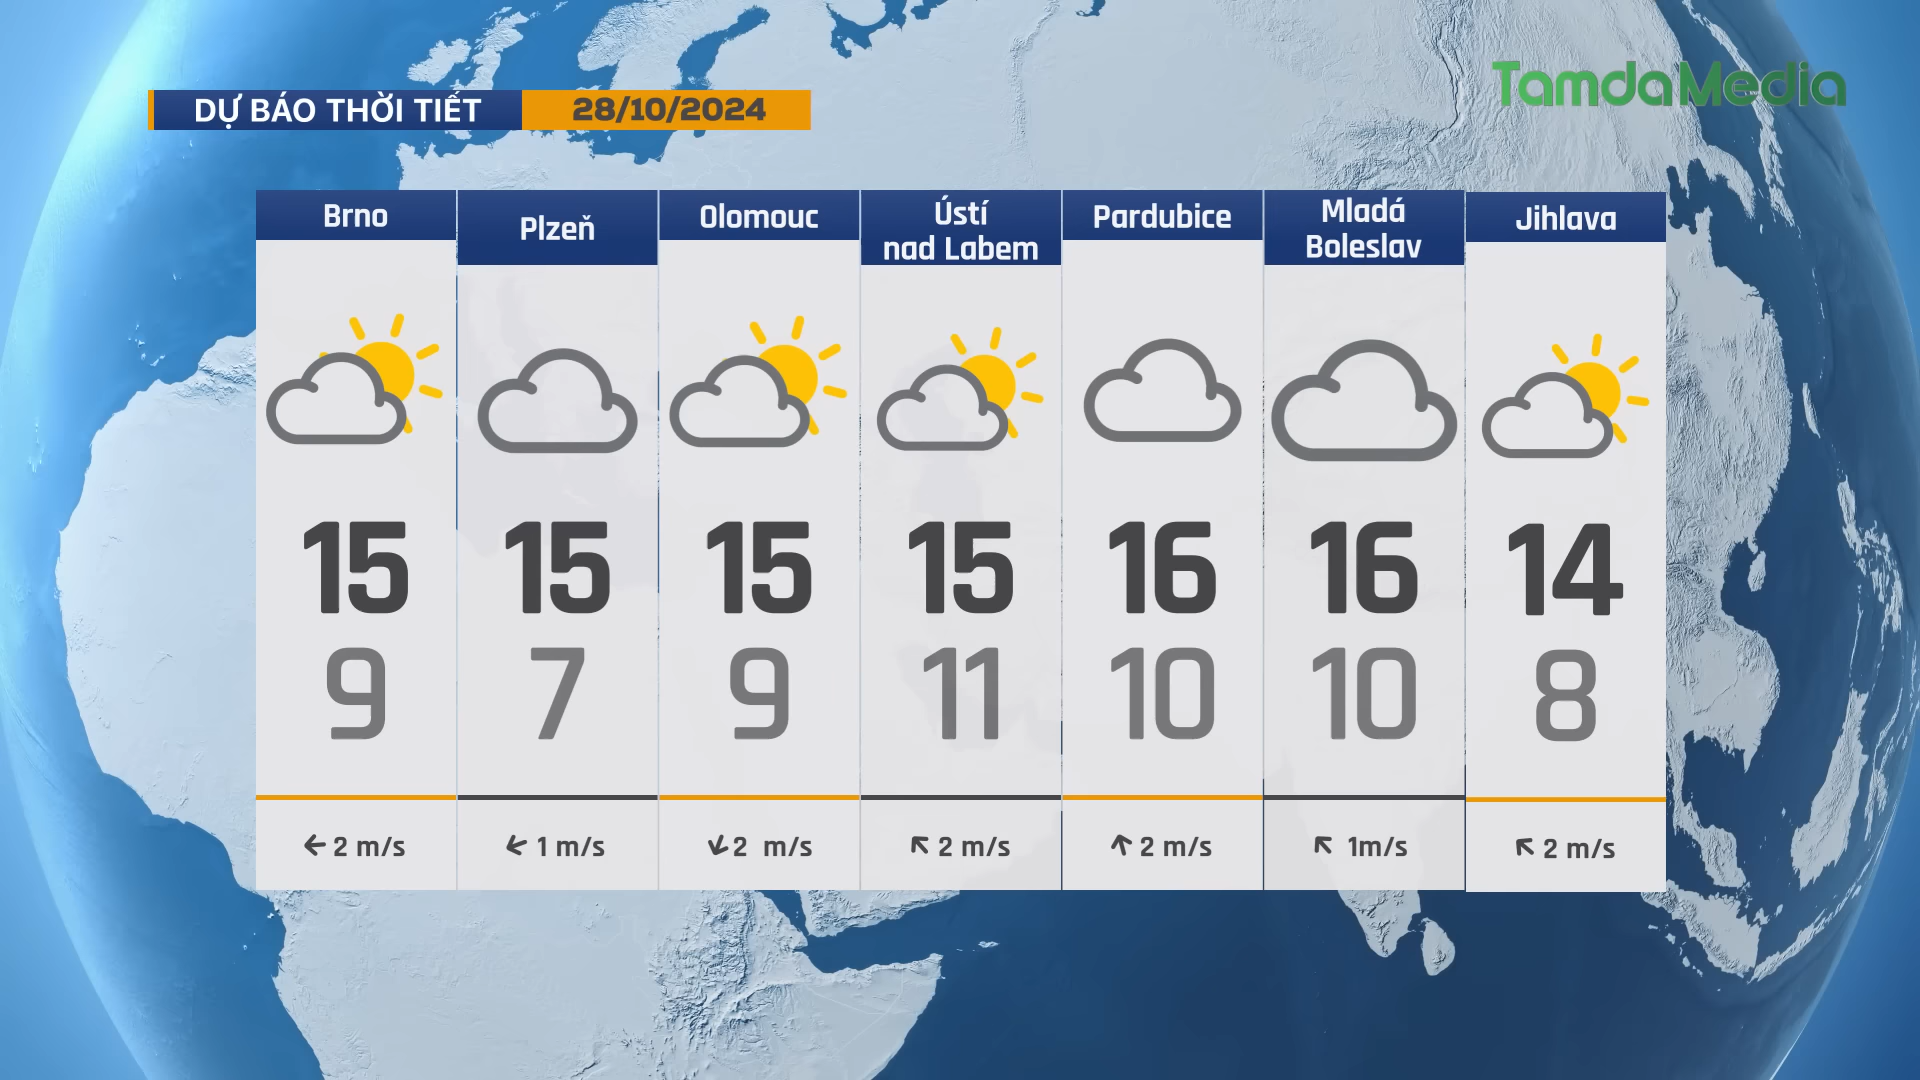 TamdaMedia
DỰ BÁO THỜI TIẾT 28/10/2024
Brno
15
9
2 m/s
Plzeň
15
7
1 m/s
Olomouc
15
9
2 m/s
Ústí
nad Labem
15
11
2 m/s
Pardubice
16
10
2 m/s
Mladá
Boleslav
16
10
1m/s
Jihlava
14
8
2 m/s